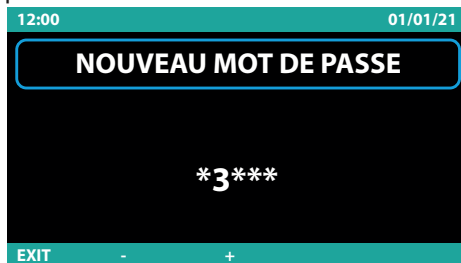 12:00 01/01/21
NOUVEAU MOT DE PASSE
*3***
EXIT - +